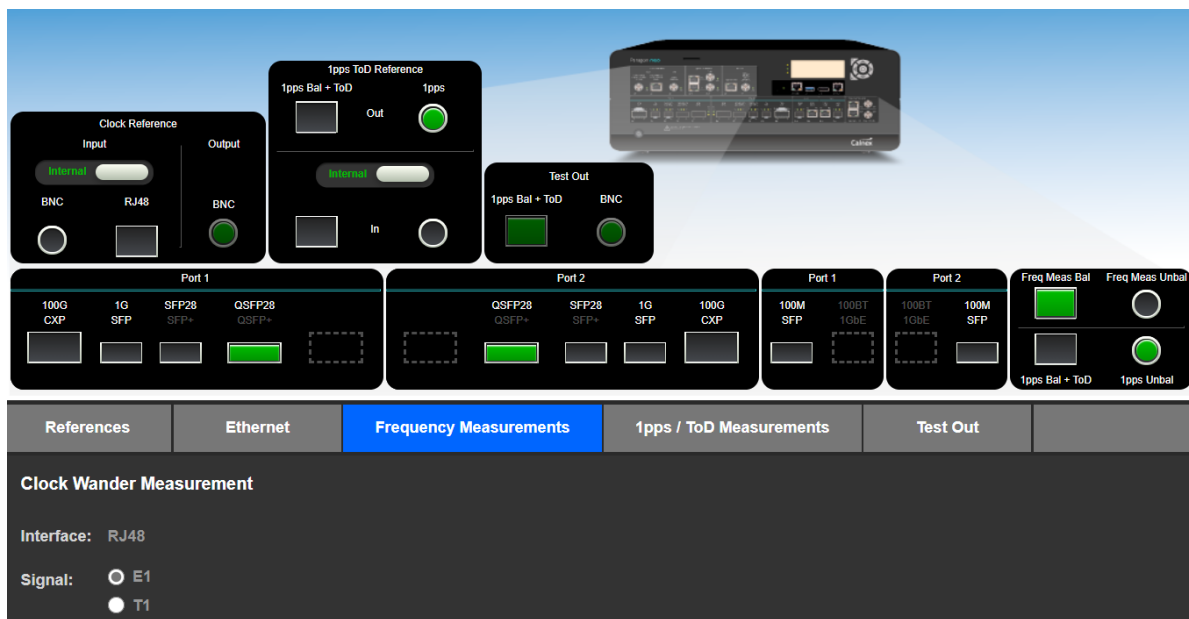 1pps ToD Reference
1pps Bal + ToD 1pps
Out
Internal
In
Clock Reference
Input Output
Internal
BNC RJ48 BNC
Test Out
1pps Bal + ToD BNC
Calnex
Port 1
100G 1G SFP28 QSFP28
CXP SFP SFP+ QSFP+
Port 2
QSFP28 SFP28 1G 100G
QSFP+ SFP+ SFP CXP
Port 1
100M 100BT
SFP 1GbE
Port 2
100BT 100M
1GbE SFP
Freq Meas Bal Freq Meas Unbal
1pps Bal + ToD 1pps Unbal
References Ethernet Frequency Measurements 1pps / ToD Measurements Test Out
Clock Wander Measurement
Interface: RJ48
Signal: E1
T1